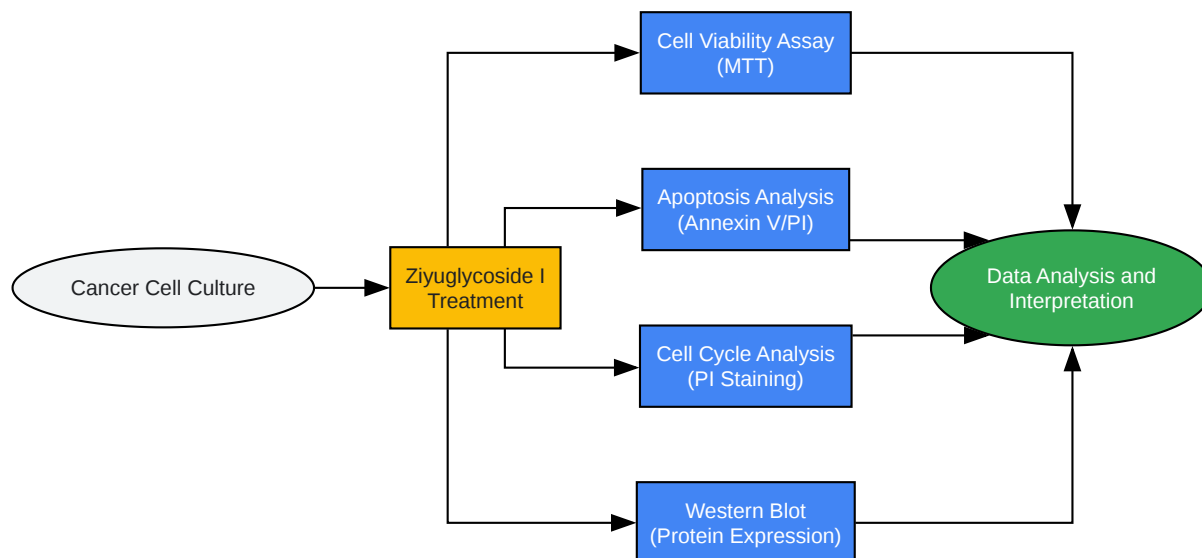 Cancer Cell Culture
Ziyuglycoside I
Treatment
Cell Viability Assay
(MTT)
Apoptosis Analysis
(Annexin V/PI)
Cell Cycle Analysis
(PI Staining)
Western Blot
(Protein Expression)
Data Analysis and
Interpretation